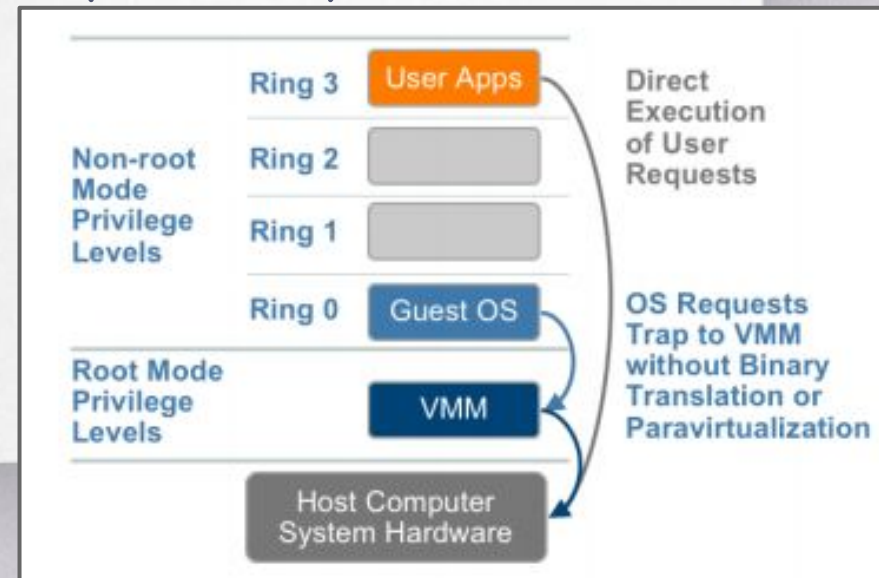 Ring 3
User Apps
Direct
Execution
of User
Requests
Non-root
Mode
Privilege
Levels
Ring 2
Ring 1
Ring 0
Guest OS
OS Requests
Trap to VMM
without Binary
Translation or
Paravirtualization
Root Mode
Privilege
Levels
VMM
Host Computer
System Hardware